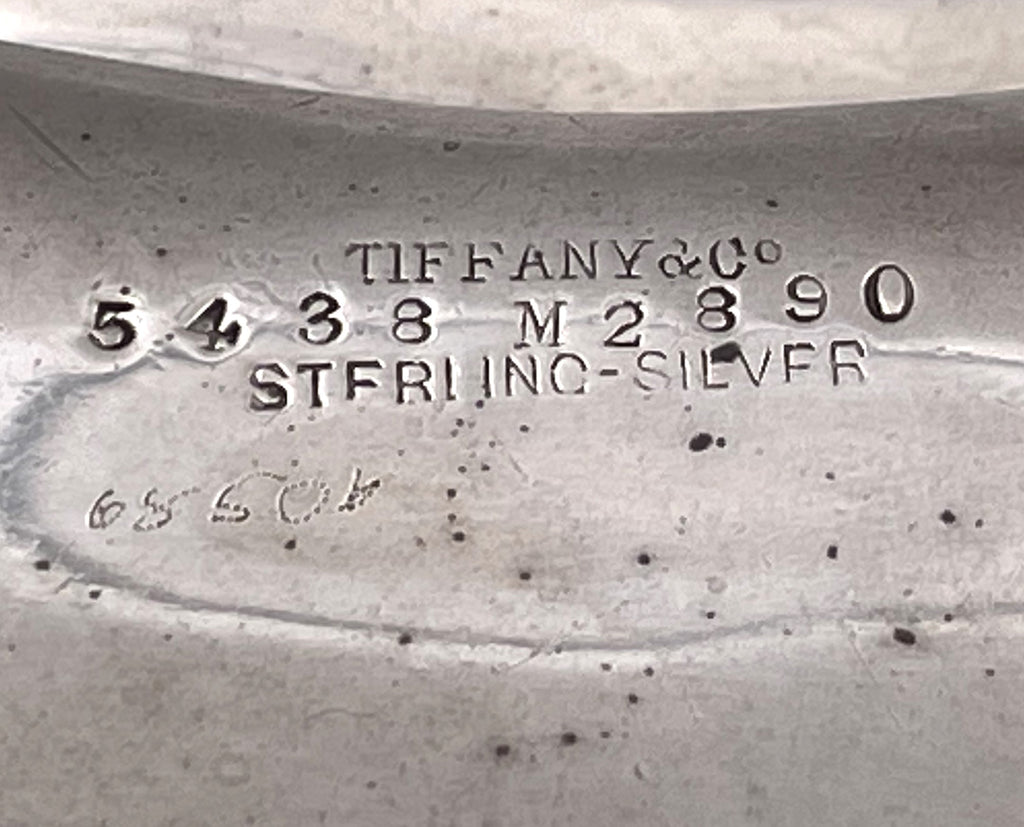 TIFFANY & Co
5438 M 2890
STERLING-SILVER